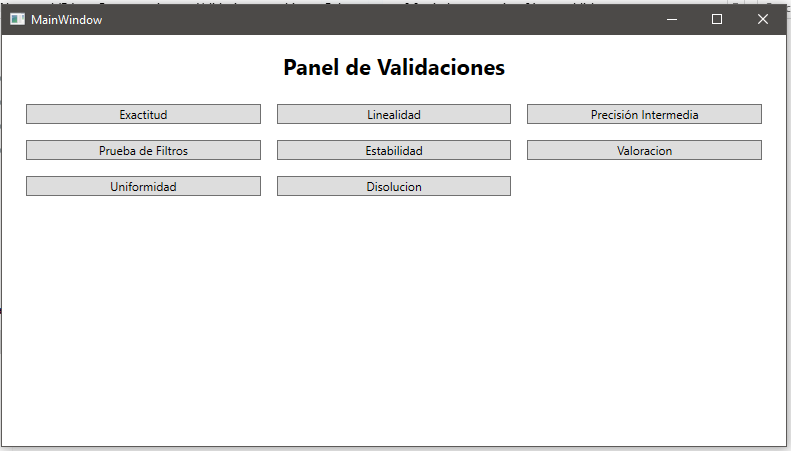 MainWindow
Panel de Validaciones
Exactitud
Linealidad
Precisión Intermedia
Prueba de Filtros
Estabilidad
Valoracion
Uniformidad
Disolucion